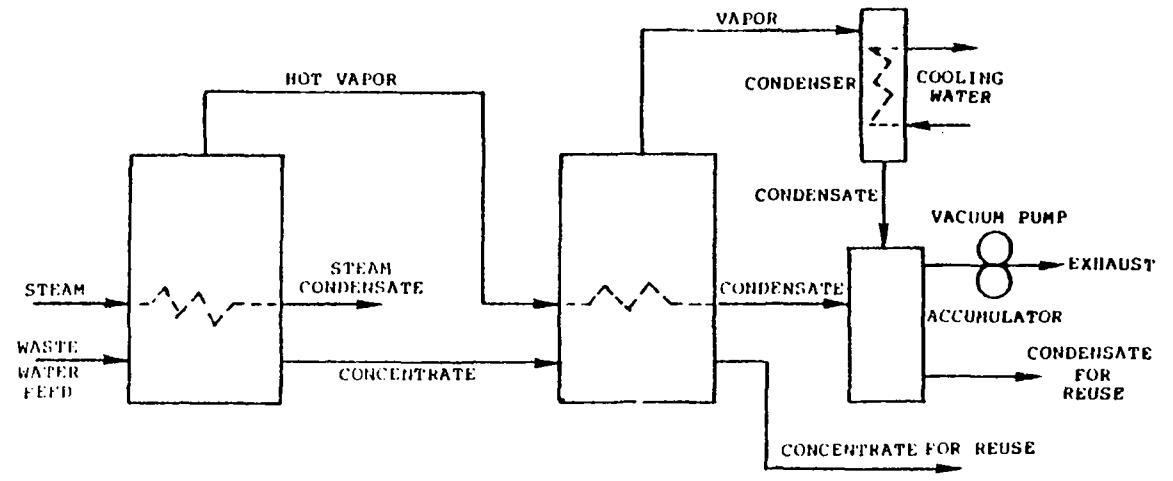 VAPOR
HOT VAPOR
CONDENSER
COOLING
WATER
CONDENSATE
VACUUM PUMP
EXHAUST
STEAM
STEAM
CONDENSATE
CONDENSATE
ACCUMULATOR
WASTE
WATER
FEED
CONCENTRATE
CONDENSATE
FOR
REUSE
CONCENTRATE FOR REUSE